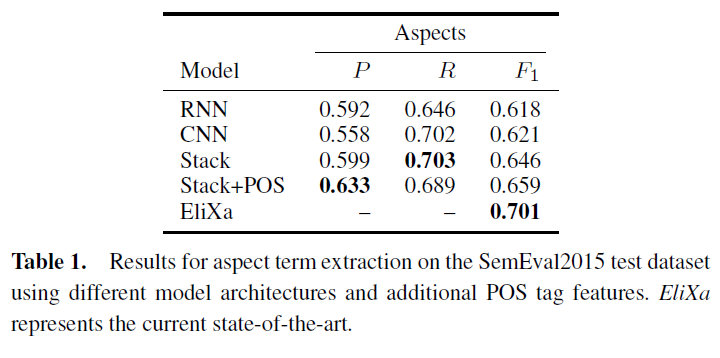 Aspects
Model P R F1
RNN 0.592 0.646 0.618
CNN 0.558 0.702 0.621
Stack 0.599 0.703 0.646
Stack+POS 0.633 0.689 0.659
EliXa – – 0.701
Table 1. Results for aspect term extraction on the SemEval2015 test dataset
using different model architectures and additional POS tag features. EliXa
represents the current state-of-the-art.